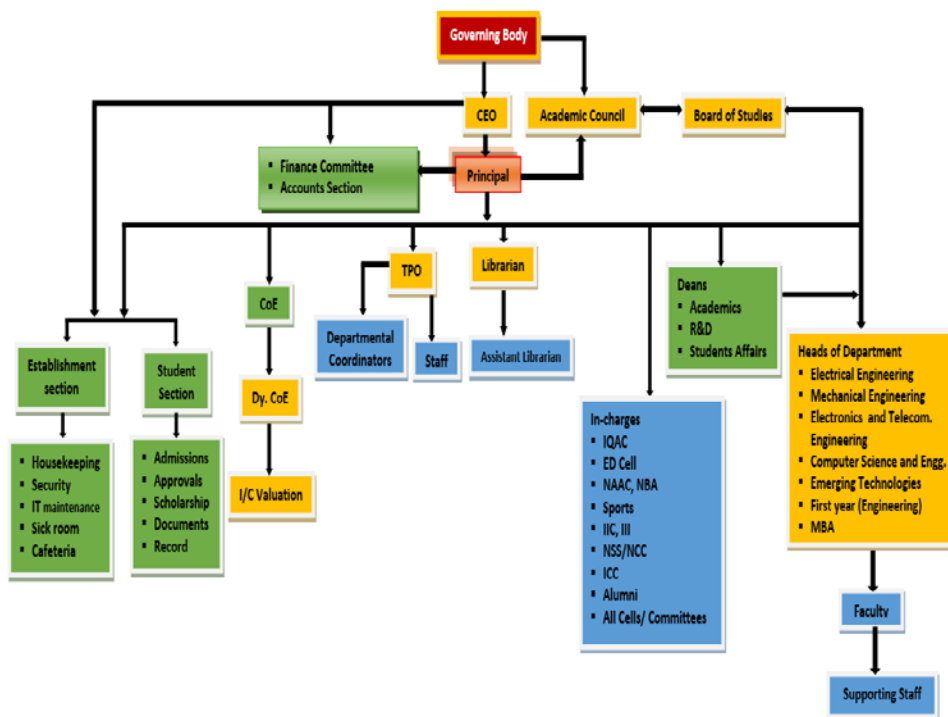 Governing Body
CEO
Academic Council
Board of Studies
▪ Finance Committee
▪ Accounts Section
Principal
TPO
Librarian
CoE
Deans
▪ Academics
▪ R&D
▪ Students Affairs
Departmental
Coordinators
Staff
Assistant Librarian
Establishment
section
Student
Section
Dy. CoE
Heads of Department
▪ Electrical Engineering
▪ Mechanical Engineering
▪ Electronics and Telecom.
Engineering
▪ Computer Science and Engg.
▪ Emerging Technologies
▪ First year (Engineering)
▪ MBA
In-charges
▪ IQAC
▪ ED Cell
▪ NAAC, NBA
▪ Sports
▪ IIC, III
▪ NSS/NCC
▪ ICC
▪ Alumni
▪ All Cells/ Committees
▪ Housekeeping
▪ Security
▪ IT maintenance
▪ Sick room
▪ Cafeteria
▪ Admissions
▪ Approvals
▪ Scholarship
▪ Documents
▪ Record
I/C Valuation
Faculty
Supporting Staff